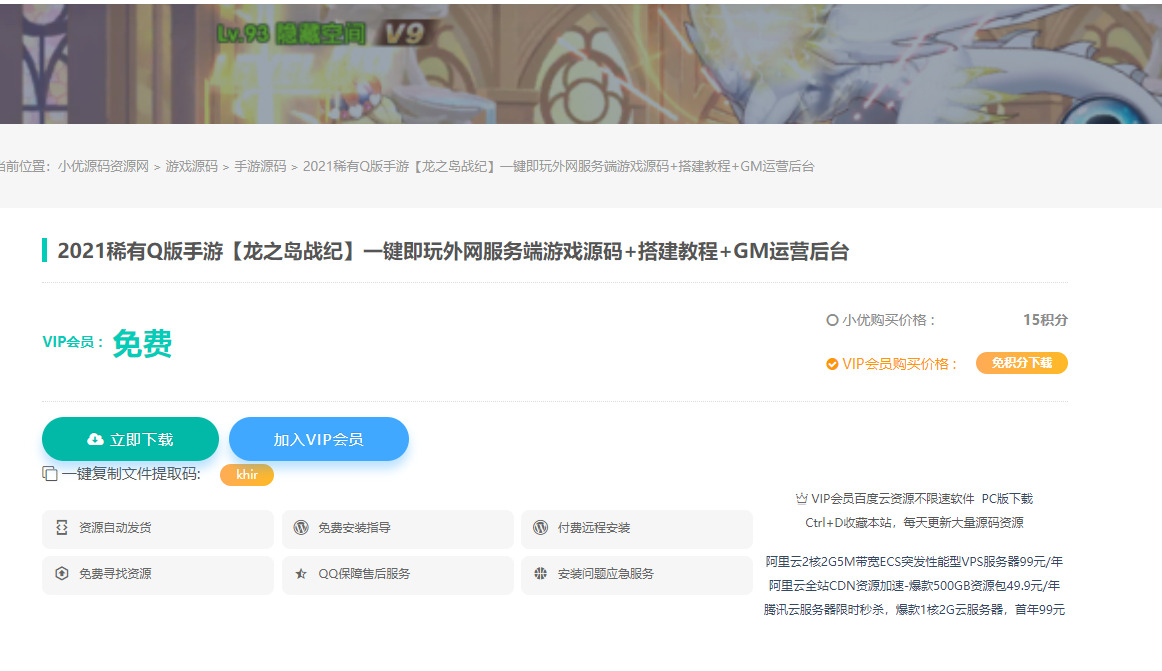 Lv.93 隐藏空间 V9
当前位置：小优源码资源网 > 游戏源码 > 手游源码 > 2021稀有Q版手游【龙之岛战纪】一键即玩外网服务端游戏源码+搭建教程+GM运营后台
2021稀有Q版手游【龙之岛战纪】一键即玩外网服务端游戏源码+搭建教程+GM运营后台
VIP会员：免费
小优购买价格： 15积分
VIP会员购买价格： 免积分下载
立即下载 加入VIP会员
一键复制文件提取码: khir
资源自动发货 免费安装指导 付费远程安装
免费寻找资源 QQ保障售后服务 安装问题应急服务
VIP会员百度云资源不限速软件 PC版下载
Ctrl+D收藏本站，每天更新大量源码资源
阿里云2核2G5M带宽ECS突发性能型VPS服务器99元/年
阿里云全站CDN资源加速-爆款500GB资源包49.9元/年
腾讯云服务器限时秒杀，爆款1核2G云服务器，首年99元